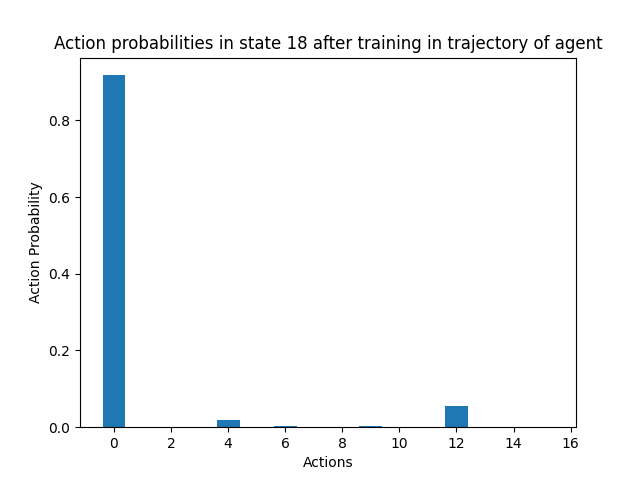 Action probabilities in state 18 after training in trajectory of agent
Action Probability
0.8
0.6
0.4
0.2
0.0
0 2 4 6 8 10 12 14 16
Actions